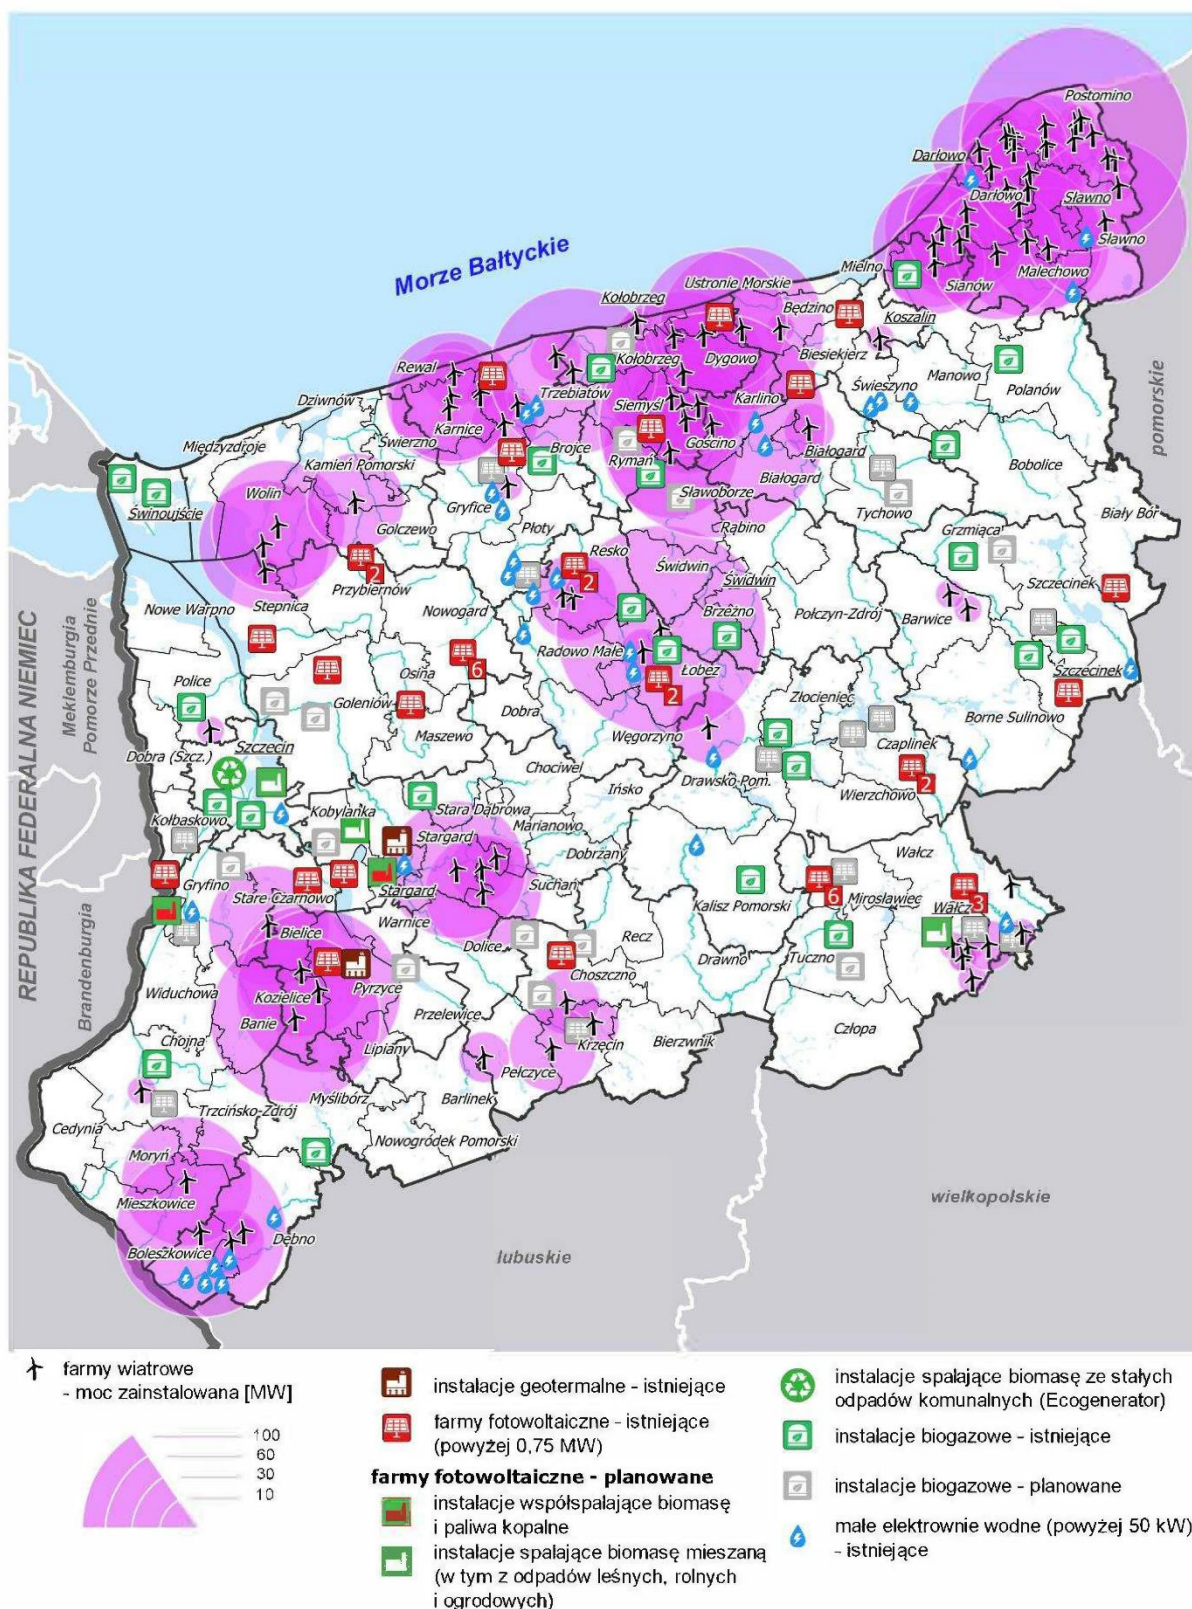 Postomino
Darłowo
Darłowo
Sławno
Sławno
Morze Bałtyckie
Mielno
Malechowo
Sianów
Kołobrzeg
Ustronie Morskie
Będzino
Koszalin
pomorskie
Rewal
Kołobrzeg
Dygowo
Biesiekierz
Manowo
Polanów
Dziwnów
Trzebiatów
Siemyśl
Karlino
Świeszyno
Międzyzdroje
Karnice
Świerzno
Gościno
Kamień Pomorski
Brojce
Rymań
Białogard
Białogard
Bobolice
Wolin
Świnoujście
Gryfice
Sławoborze
Tychowo
Golczewo
Płoty
Rąbino
Grzmiąca
Biały Bór
Resko
Świdwin
Świdwin
2
2
Przybiernów
Szczecinek
Nowe Warpno
Stepnica
Nowogard
Brzeżno
Połczyn-Zdrój
Barwice
REPUBLIKA FEDERALNA NIEMIEC
Meklemburgia
Pomorze Przednie
Radowo Małe
6
Osina
Łobez
Szczecinek
Police
2
Złocieniec
Goleniów
Dobra
Borne Sulinowo
Maszewo
Węgorzyno
Czaplinek
Dobra (Szcz.)
Szczecin
Chociwel
Drawsko-Pom.
2
Ińsko
Wierzchowo
Kołbaskowo
Kobylanka
Stara Dąbrowa
Marianowo
Stargard
Dobrzany
Wałcz
Gryfino
Stare Czarnowo
Stargard
Suchań
6
Mirosławiec
3
Kalisz Pomorski
Wałcz
Brandenburgia
Warnice
Bielice
Dolice
Recz
Drawno
Tuczno
Choszczno
Widuchowa
Kozielice
Pyrzyce
Banie
Przelewice
Człopa
Chojna
Lipiany
Krzęcin
Bierzwnik
Pełczyce
Trzcińsko-Zdrój
Myślibórz
Barlinek
Cedynia
Nowogródek Pomorski
Moryń
Mieszkowice
wielkopolskie
Boleszkowice
Dębno
lubuskie
farmy wiatrowe
- moc zainstalowana [MW]
100
60
30
10
instalacje geotermalne - istniejące
farmy fotowoltaiczne - istniejące
(powyżej 0,75 MW)
farmy fotowoltaiczne - planowane
instalacje współspalające biomasę
i paliwa kopalne
instalacje spalające biomasę mieszaną
(w tym z odpadów leśnych, rolnych
i ogrodowych)
instalacje spalające biomasę ze stałych
odpadów komunalnych (Ecogenerator)
instalacje biogazowe - istniejące
instalacje biogazowe - planowane
małe elektrownie wodne (powyżej 50 kW)
- istniejące